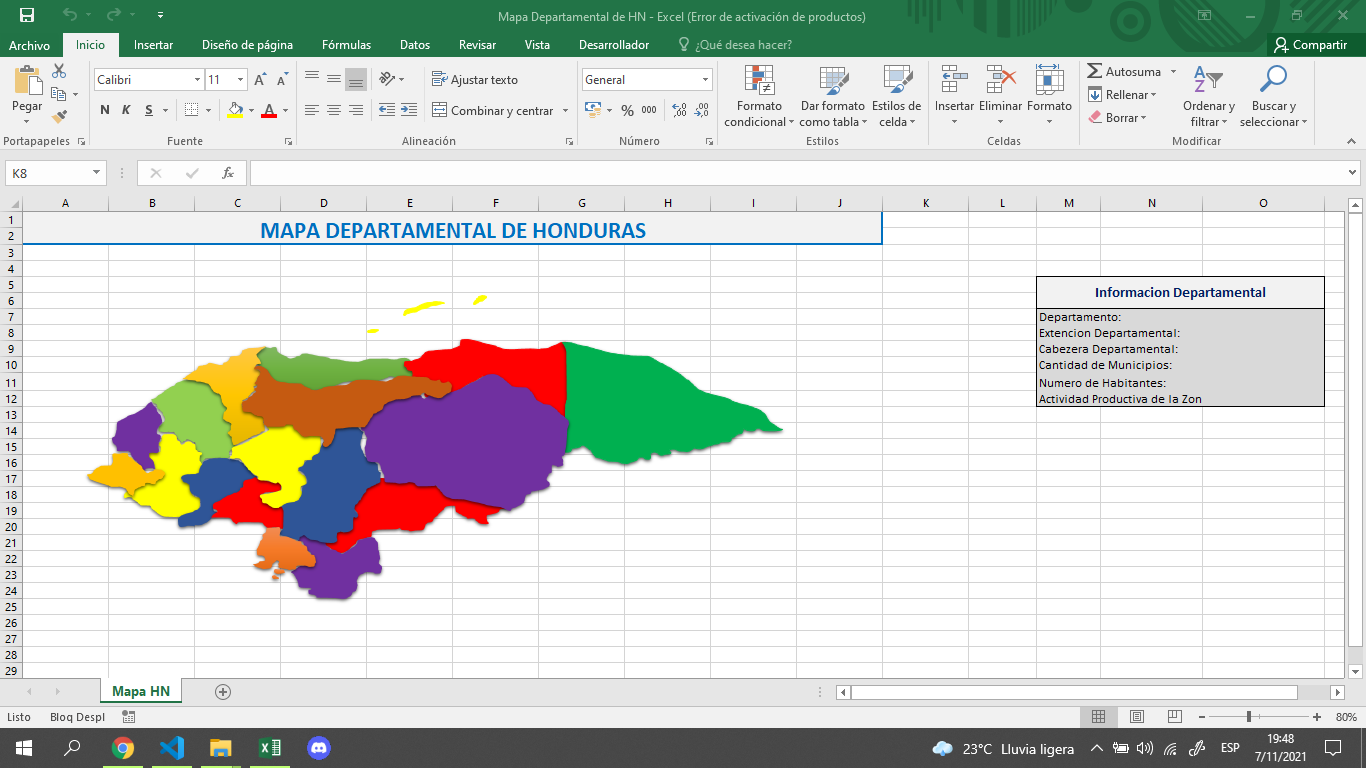 Mapa Departamental de HN - Excel (Error de activación de productos)
Archivo Inicio Insertar Diseño de página Fórmulas Datos Revisar Vista Desarrollador ¿Qué desea hacer? Compartir
Pegar
Portapapeles
Calibri 11
N K S
Fuente
Ajustar texto
Combinar y centrar
Alineación
General
% 000
Número
Formato condicional
Dar formato como tabla
Estilos de celda
Estilos
Insertar Eliminar Formato
Celdas
Autosuma
Rellenar
Borrar
Ordenar y filtrar
Buscar y seleccionar
Modificar
K8 fx
A B C D E F G H I J K L M N O
1
2
3
4
5
6
7
8
9
10
11
12
13
14
15
16
17
18
19
20
21
22
23
24
25
26
27
28
29
MAPA DEPARTAMENTAL DE HONDURAS
Informacion Departamental
Departamento:
Extencion Departamental:
Cabezera Departamental:
Cantidad de Municipios:
Numero de Habitantes:
Actividad Productiva de la Zon
Mapa HN
Listo Bloq Despl 80%
23°C Lluvia ligera ESP 19:48
7/11/2021